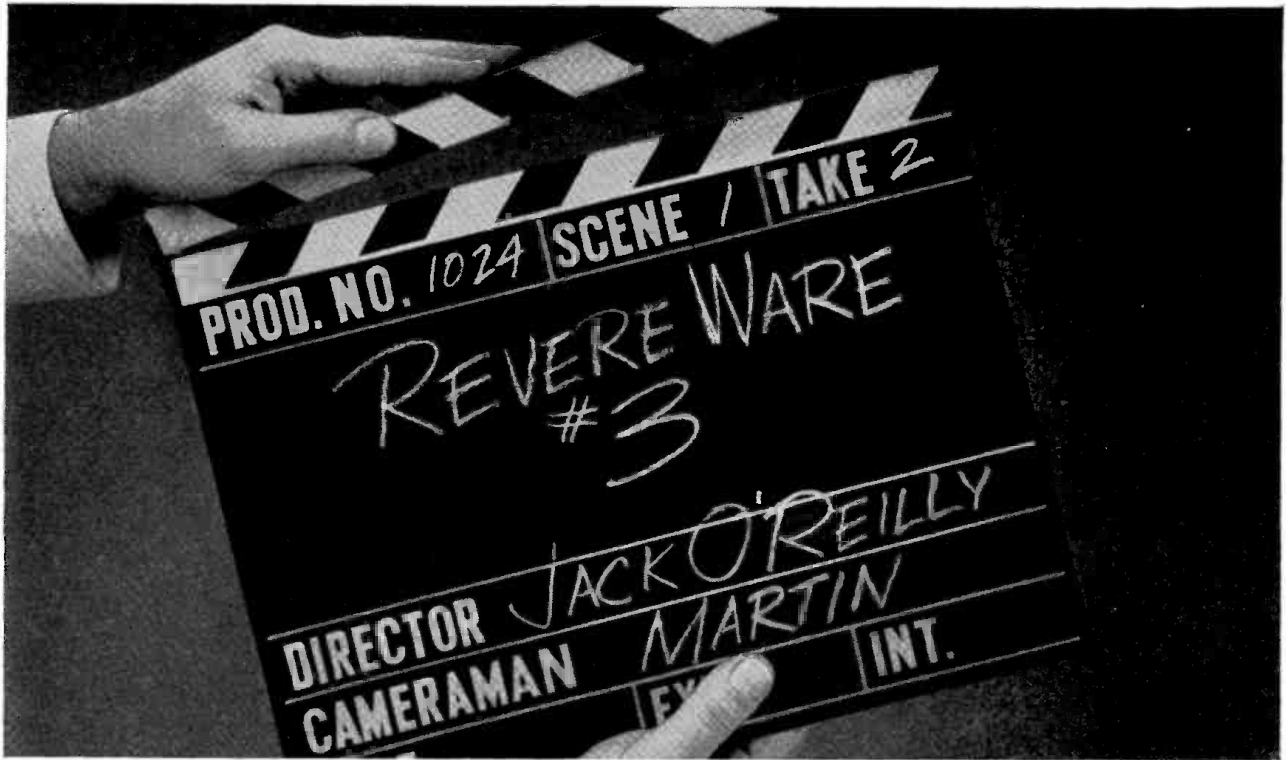 PROD. NO. 1024 SCENE 1 TAKE 2
REVERE WARE
#3
DIRECTOR JACK O'REILLY
CAMERAMAN MARTIN
INT.